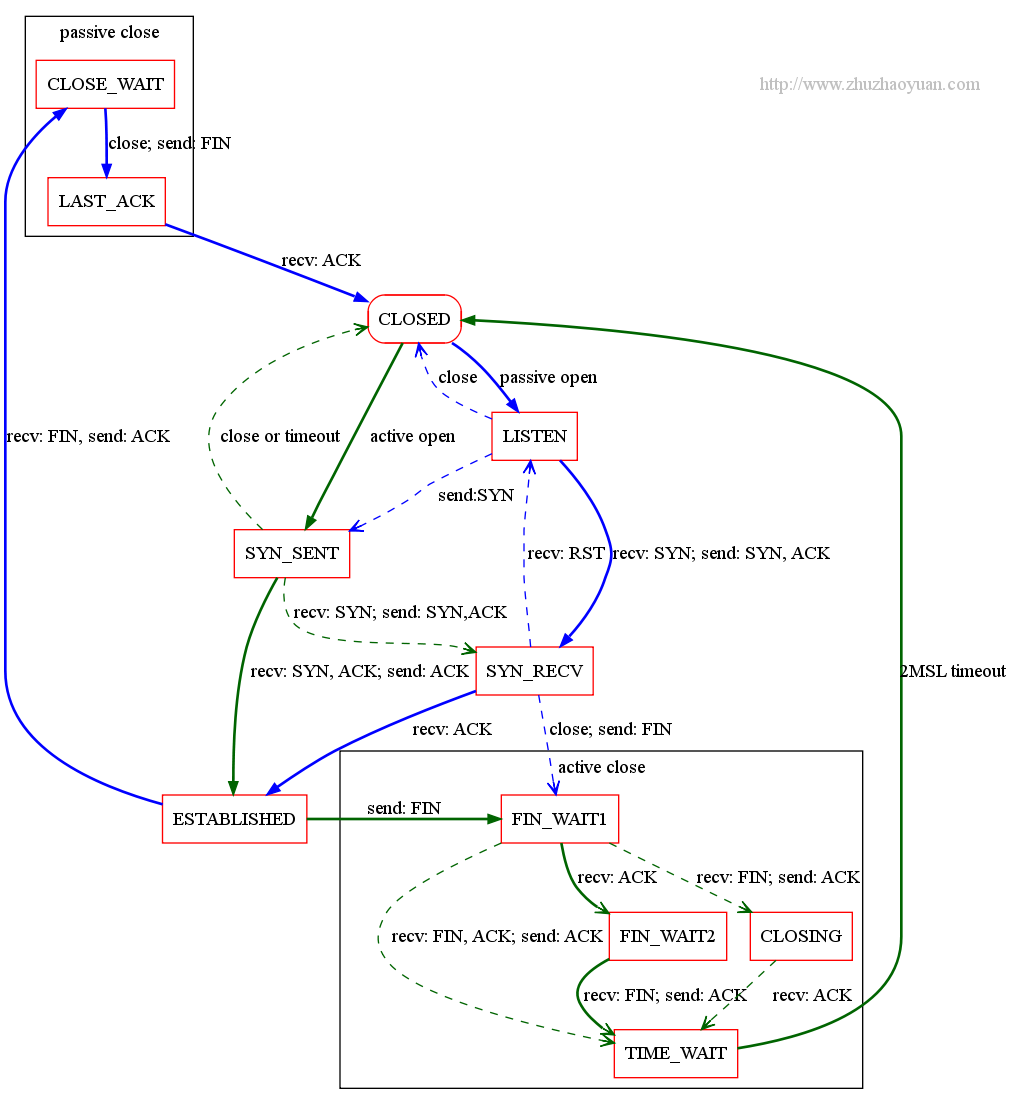 passive close
CLOSE_WAIT
http://www.zhuzhaoyuan.com
close; send: FIN
LAST_ACK
recv: ACK
CLOSED
close
passive open
recv: FIN, send: ACK
close or timeout
active open
LISTEN
send:SYN
SYN_SENT
recv: RST
recv: SYN; send: SYN, ACK
recv: SYN; send: SYN,ACK
recv: SYN, ACK; send: ACK
SYN_RECV
2MSL timeout
recv: ACK
close; send: FIN
active close
send: FIN
ESTABLISHED
FIN_WAIT1
recv: ACK
recv: FIN; send: ACK
recv: FIN, ACK; send: ACK
FIN_WAIT2
CLOSING
recv: FIN; send: ACK
recv: ACK
TIME_WAIT